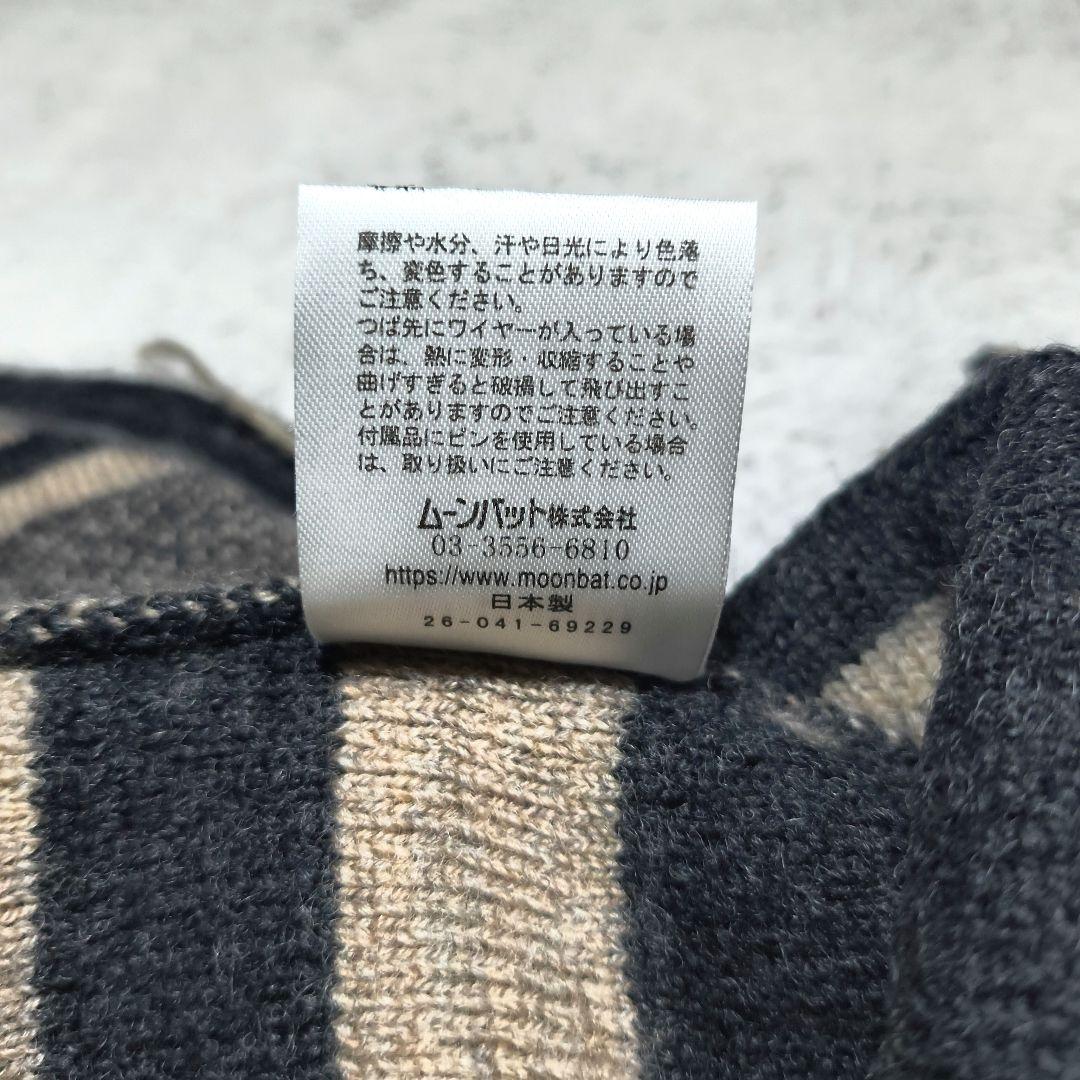 摩擦や水分、汗や日光により色落
ち、変色することがありますので
ご注意ください。
つば先にワイヤーが入っている場
合は、熱に変形・収縮することや
曲げすぎると破損して飛び出すこ
とがありますのでご注意ください。
付属品にピンを使用している場合
は、取り扱いにご注意ください。
ムーンバット株式会社
03-3556-6810
https://www.moonbat.co.jp
日本製
26-041-69229